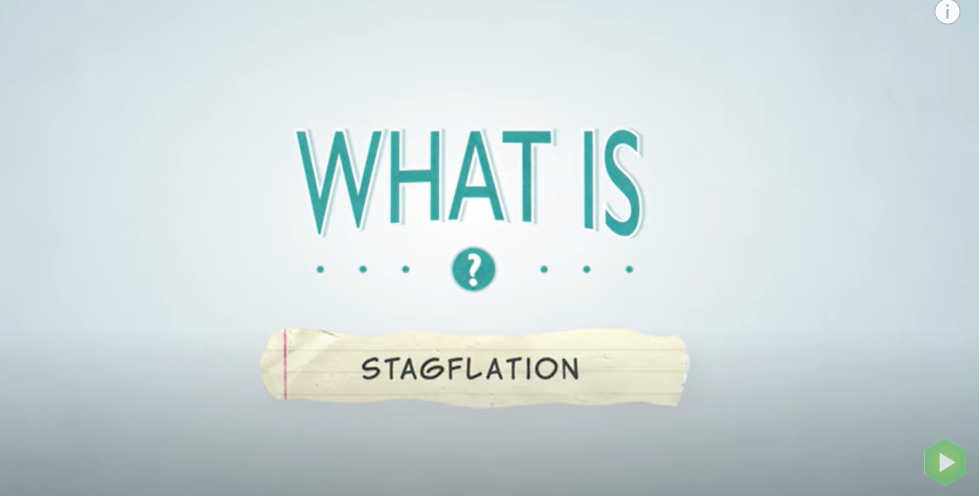 WHAT IS
?
STAGFLATION